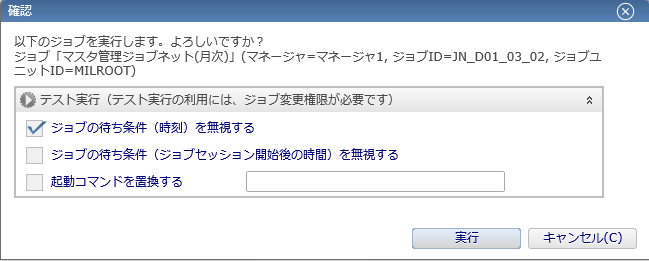 確認
以下のジョブを実行します。よろしいですか？
ジョブ「マスタ管理ジョブネット(月次)」(マネージャ=マネージャ1, ジョブID=JN_D01_03_02, ジョブユ
ニットID=MILROOT)
テスト実行（テスト実行の利用には、ジョブ変更権限が必要です）
ジョブの待ち条件（時刻）を無視する
ジョブの待ち条件（ジョブセッション開始後の時間）を無視する
起動コマンドを置換する
実行 キャンセル(C)